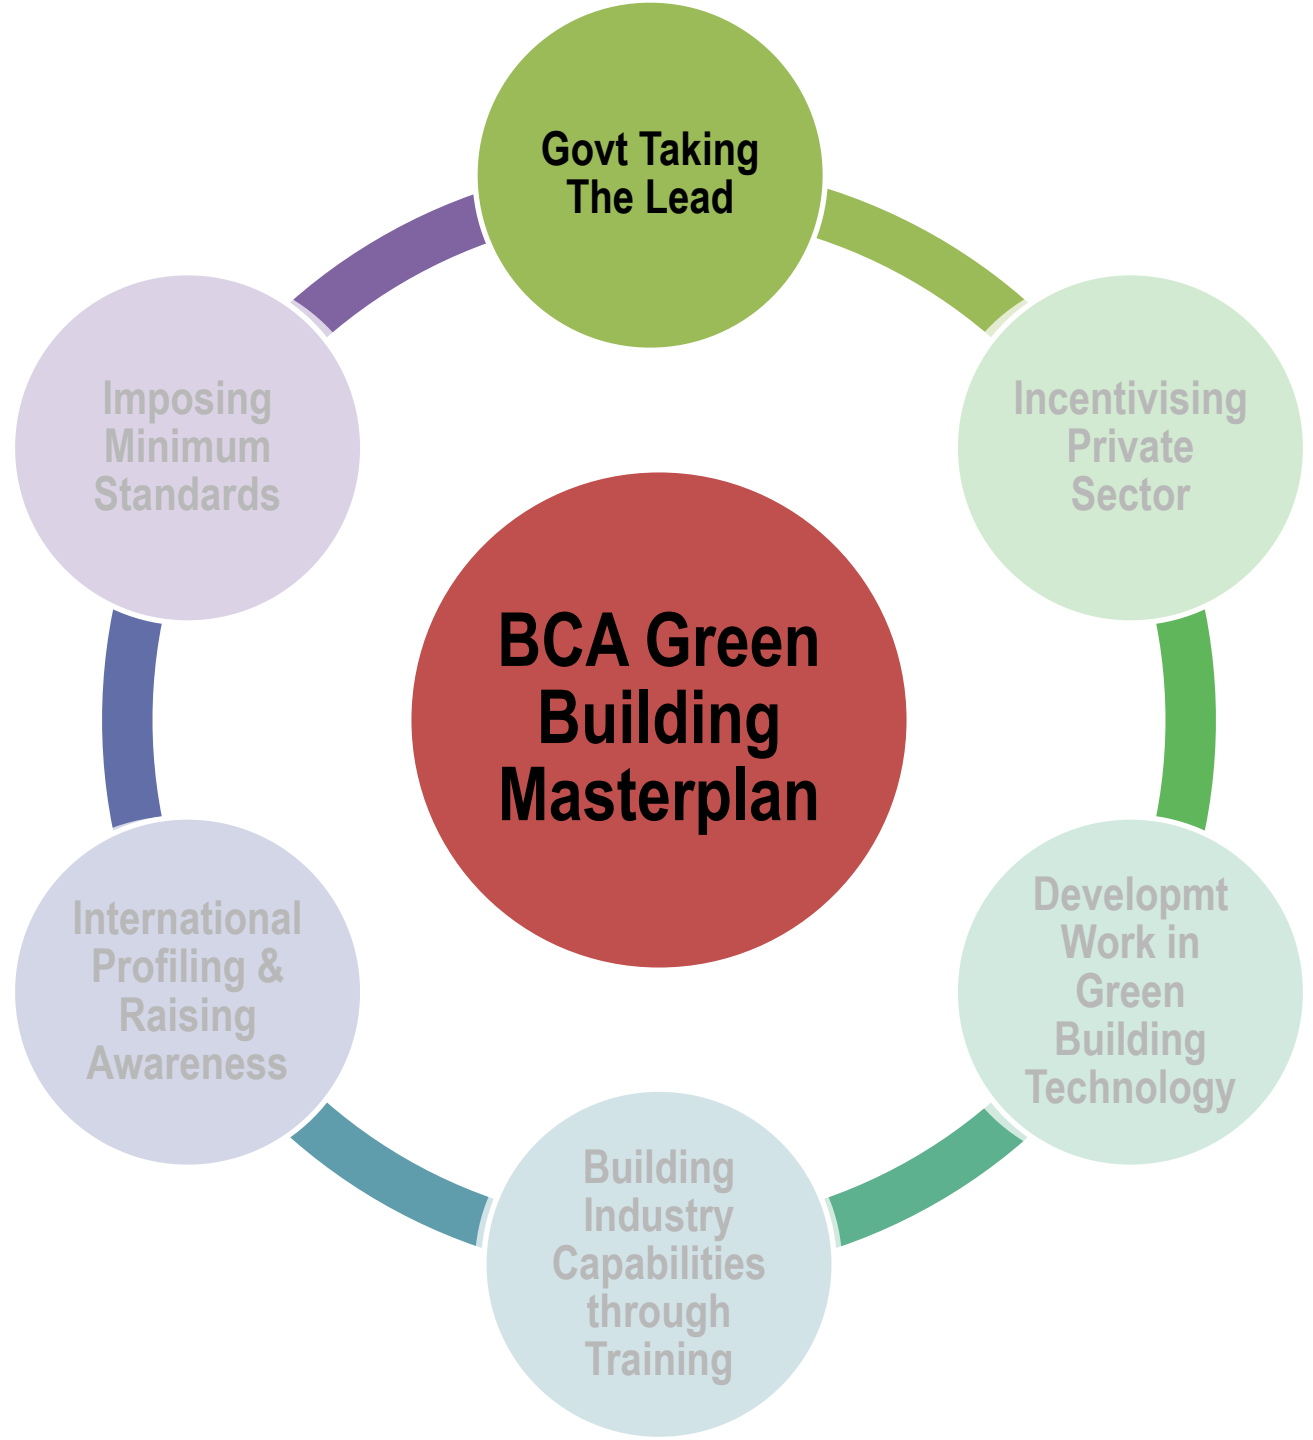 Govt Taking
The Lead
Incentivising
Private
Sector
Developmt
Work in
Green
Building
Technology
Building
Industry
Capabilities
through
Training
International
Profiling &
Raising
Awareness
Imposing
Minimum
Standards
BCA Green
Building
Masterplan